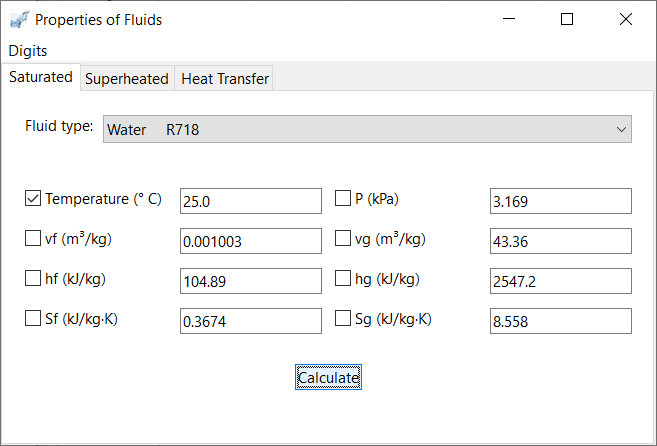 Properties of Fluids
Digits
Saturated Superheated Heat Transfer
Fluid type: Water R718
Temperature (° C) 25.0 P (kPa) 3.169
vf (m³/kg) 0.001003 vg (m³/kg) 43.36
hf (kJ/kg) 104.89 hg (kJ/kg) 2547.2
Sf (kJ/kg·K) 0.3674 Sg (kJ/kg·K) 8.558
Calculate